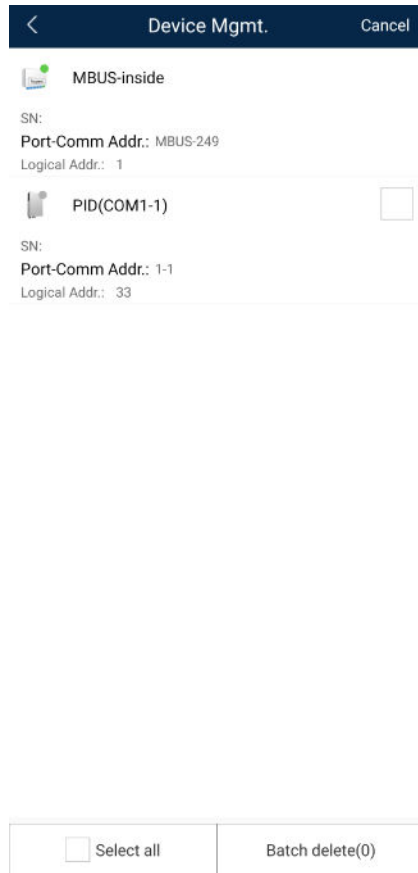 Device Mgmt. Cancel
MBUS-inside
SN:
Port-Comm Addr.: MBUS-249
Logical Addr.: 1
PID(COM1-1)
SN:
Port-Comm Addr.: 1-1
Logical Addr.: 33
Select all Batch delete(0)